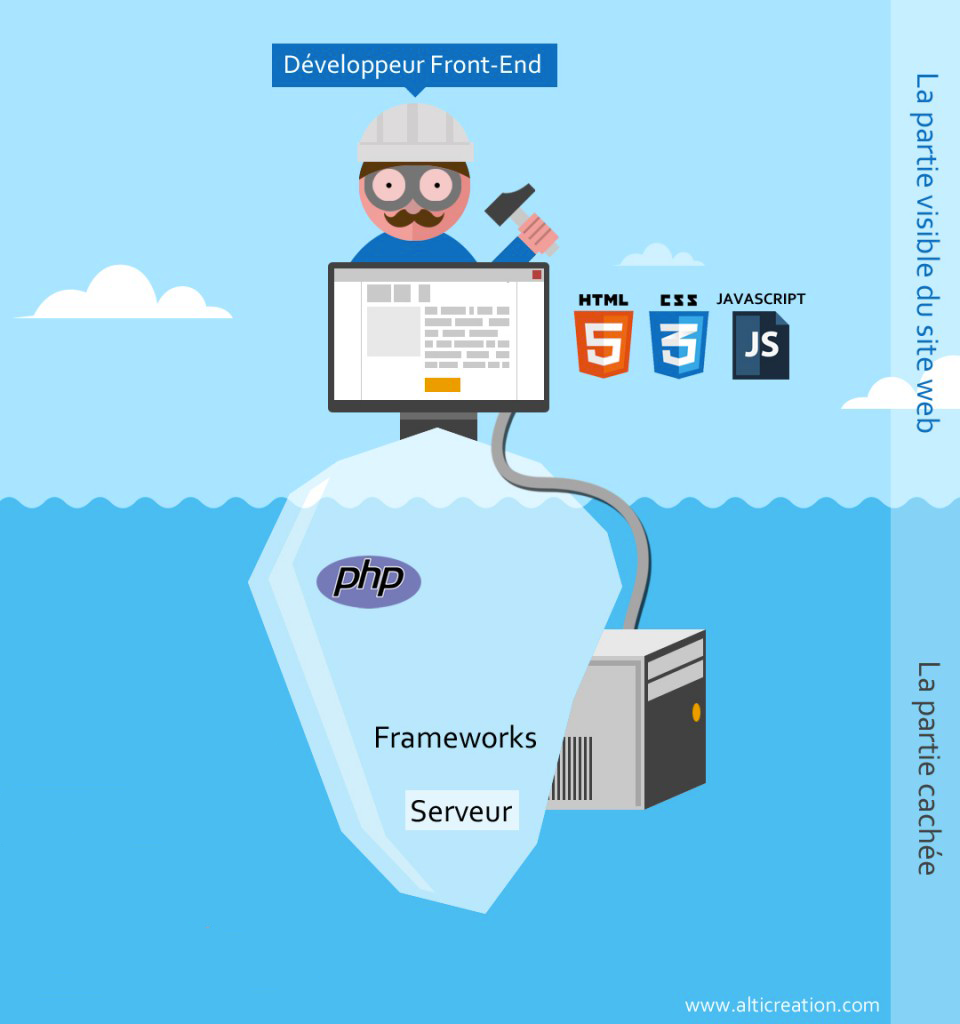 Développeur Front-End
La partie visible du site web
HTML
CSS
JAVASCRIPT
5
3
JS
php
Frameworks
Serveur
La partie cachée
www.alticreation.com